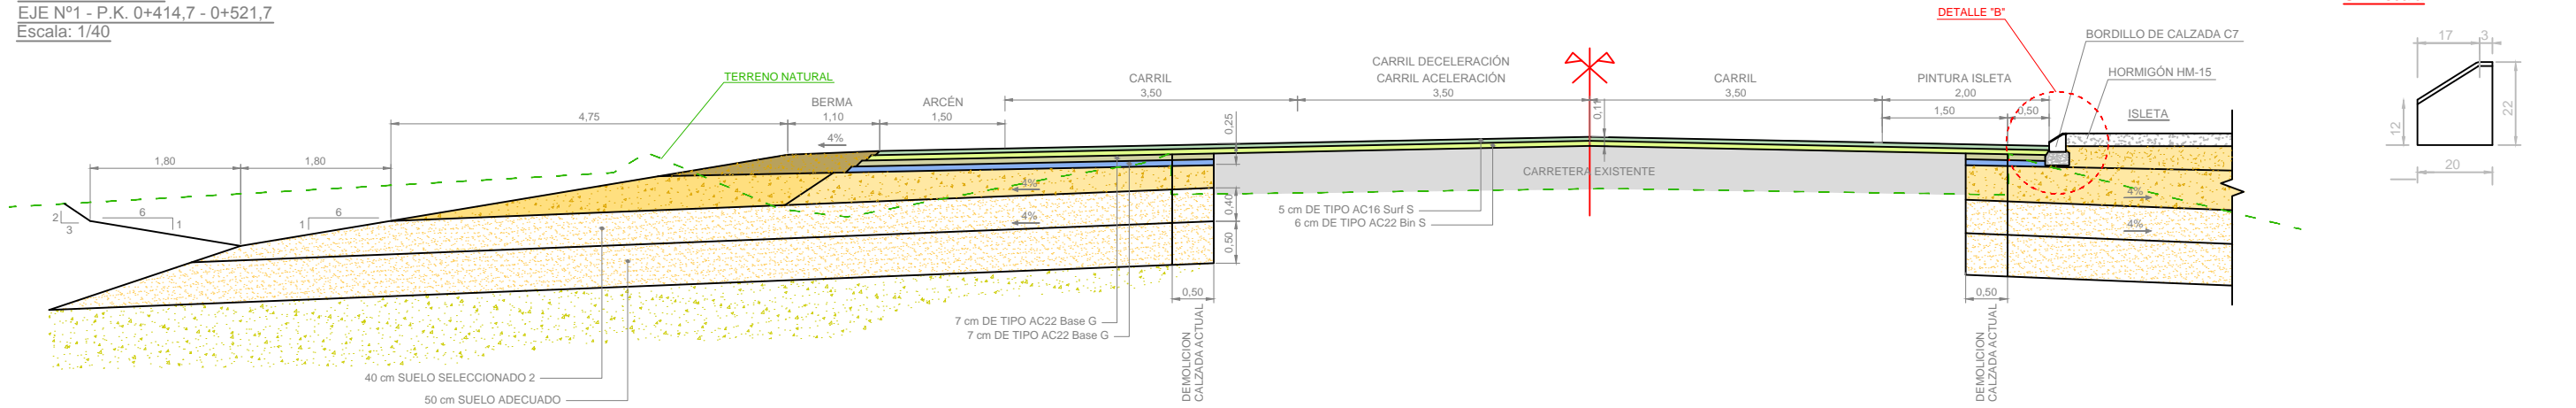 EJE Nº1 - P.K. 0+414,7 - 0+521,7
Escala: 1/40
DETALLE "B"
BORDILLO DE CALZADA C7
HORMIGÓN HM-15
ISLETA
TERRENO NATURAL
CARRIL DECELERACIÓN
CARRIL ACELERACIÓN
CARRIL
CARRIL
PINTURA ISLETA
BERMA
ARCÉN
3,50
3,50
3,50
2,00
1,50
0,50
4,75
1,10
1,50
1,80
1,80
0,25
0,11
4%
4%
4%
4%
4%
0,40
0,50
2
3
6
1
6
1
CARRETERA EXISTENTE
5 cm DE TIPO AC16 Surf S
6 cm DE TIPO AC22 Bin S
7 cm DE TIPO AC22 Base G
7 cm DE TIPO AC22 Base G
40 cm SUELO SELECCIONADO 2
50 cm SUELO ADECUADO
0,50
DEMOLICION
CALZADA ACTUAL
0,50
DEMOLICION
CALZADA ACTUAL
17
3
12
22
20